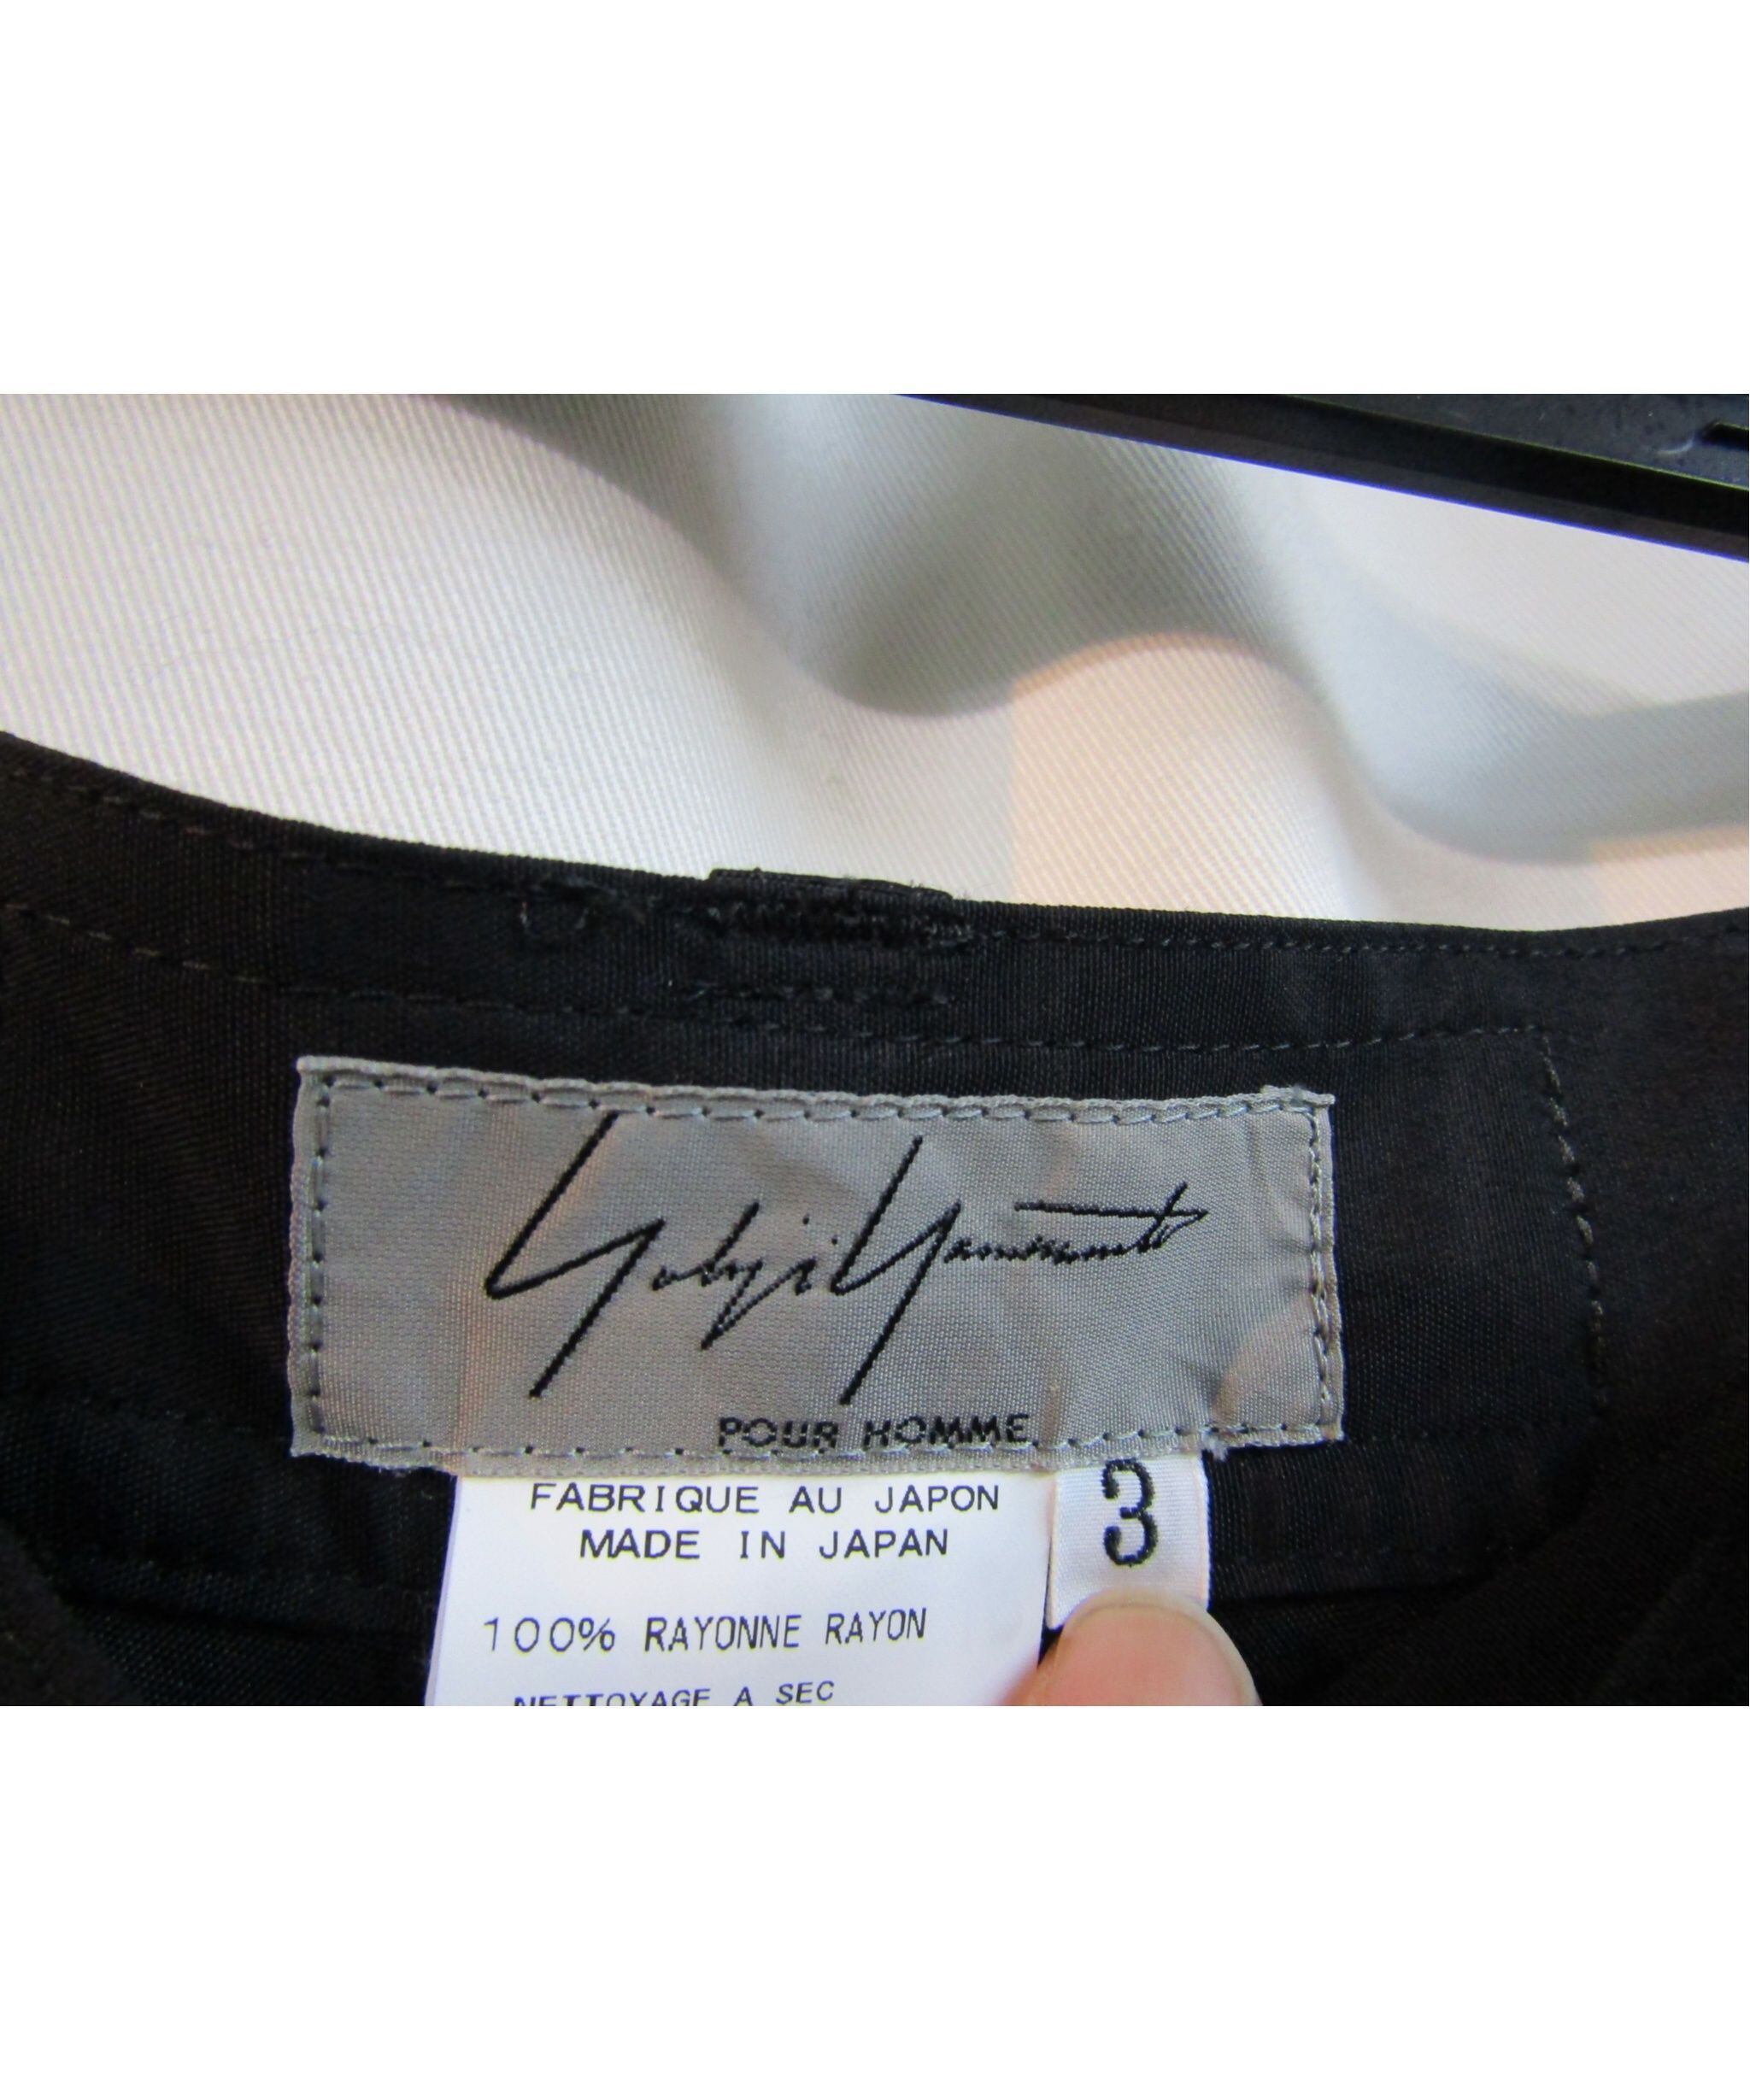 Yohji Yamamoto
POUR HOMME
3
FABRIQUE AU JAPON
MADE IN JAPAN
100% RAYONNE RAYON
NETTOYAGE A SEC